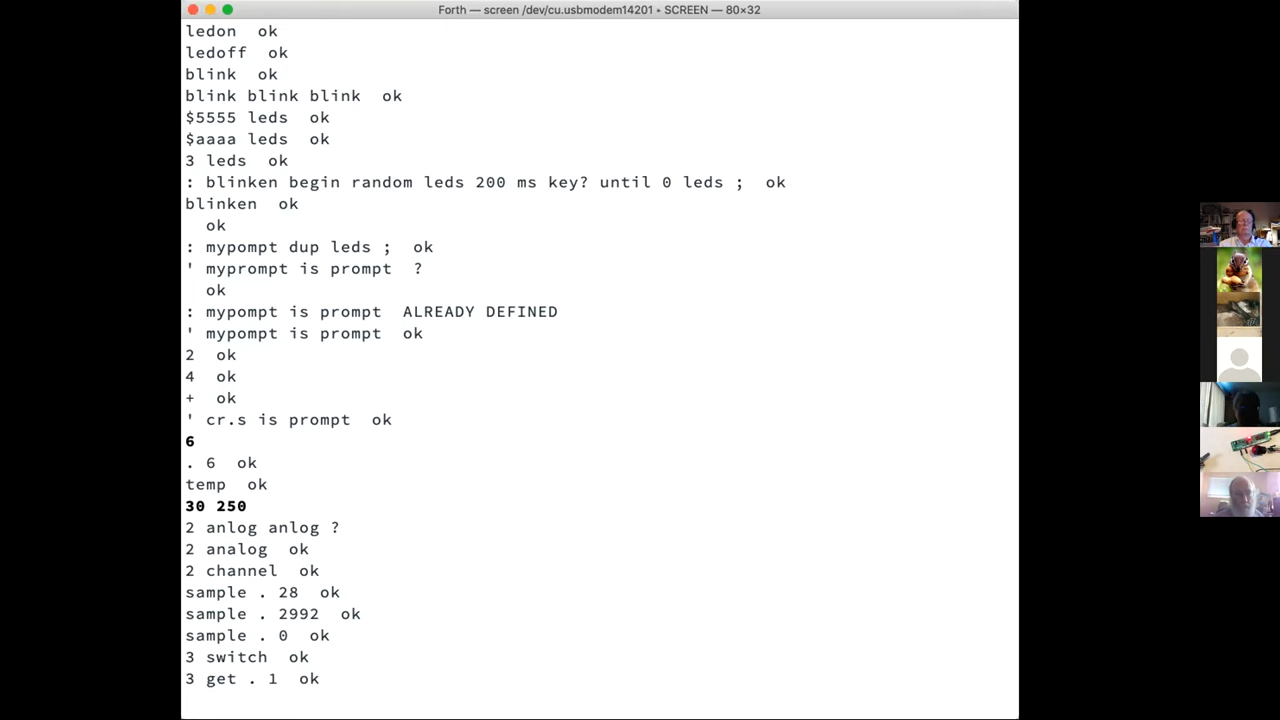 Forth — screen /dev/cu.usbmodem14201 • SCREEN — 80×32
ledon  ok
ledoff  ok
blink  ok
blink blink blink  ok
$5555 leds  ok
$aaaa leds  ok
3 leds  ok
: blinken begin random leds 200 ms key? until 0 leds ;  ok
blinken  ok
ok
: mypompt dup leds ;  ok
' myprompt is prompt  ?
ok
: mypompt is prompt  ALREADY DEFINED
' mypompt is prompt  ok
2  ok
4  ok
+  ok
' cr.s is prompt  ok
6
. 6  ok
temp  ok
30 250
2 anlog anlog ?
2 analog  ok
2 channel  ok
sample . 28  ok
sample . 2992  ok
sample . 0  ok
3 switch  ok
3 get . 1  ok